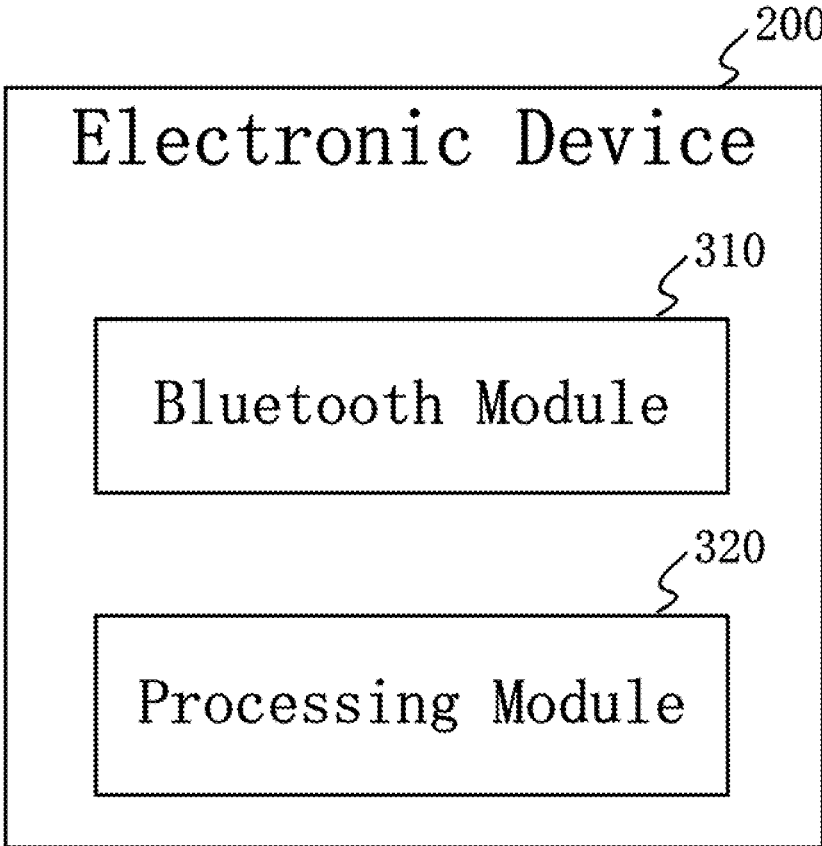 200
Electronic Device
310
Bluetooth Module
320
Processing Module